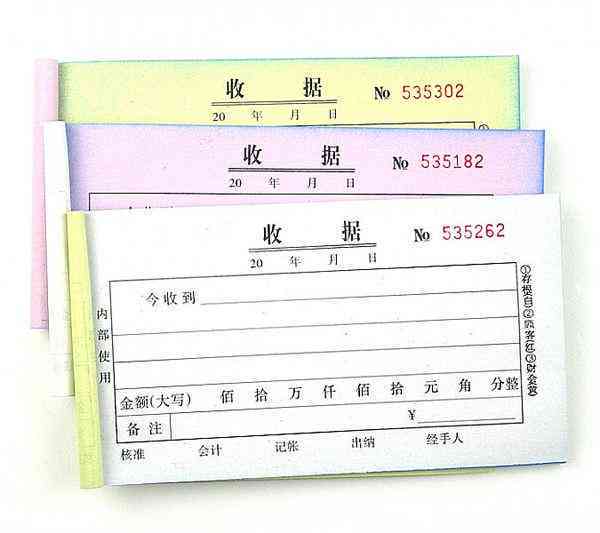 收 据 № 535302
20 年 月 日
收 据 № 535182
20 年 月 日
收 据 № 535262
20 年 月 日
今收到
内部使用
金额(大写) 佰 拾 万 仟 佰 拾 元 角 分整
备注 ¥
核准 会计 记帐 出纳 经手人